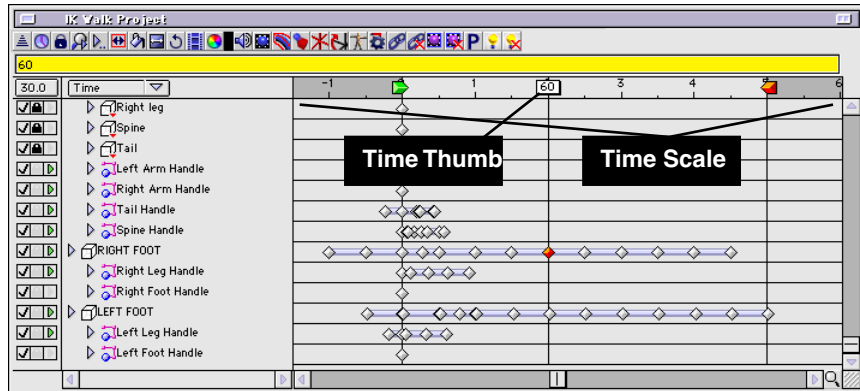 IK Walk Project
P
60
30.0 Time -1 1 60 3 4 5 6
Right leg
Spine
Tail
Left Arm Handle
Right Arm Handle
Tail Handle
Spine Handle
RIGHT FOOT
Right Leg Handle
Right Foot Handle
LEFT FOOT
Left Leg Handle
Left Foot Handle
Time Thumb
Time Scale